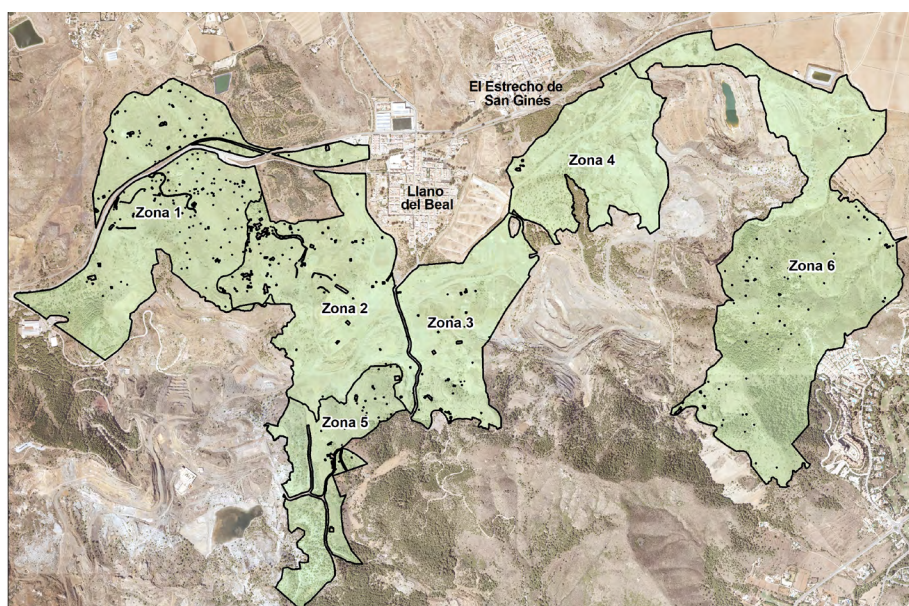 El Estrecho de
San Ginés
Zona 4
Llano
del Beal
Zona 1
Zona 6
Zona 2
Zona 3
Zona 5